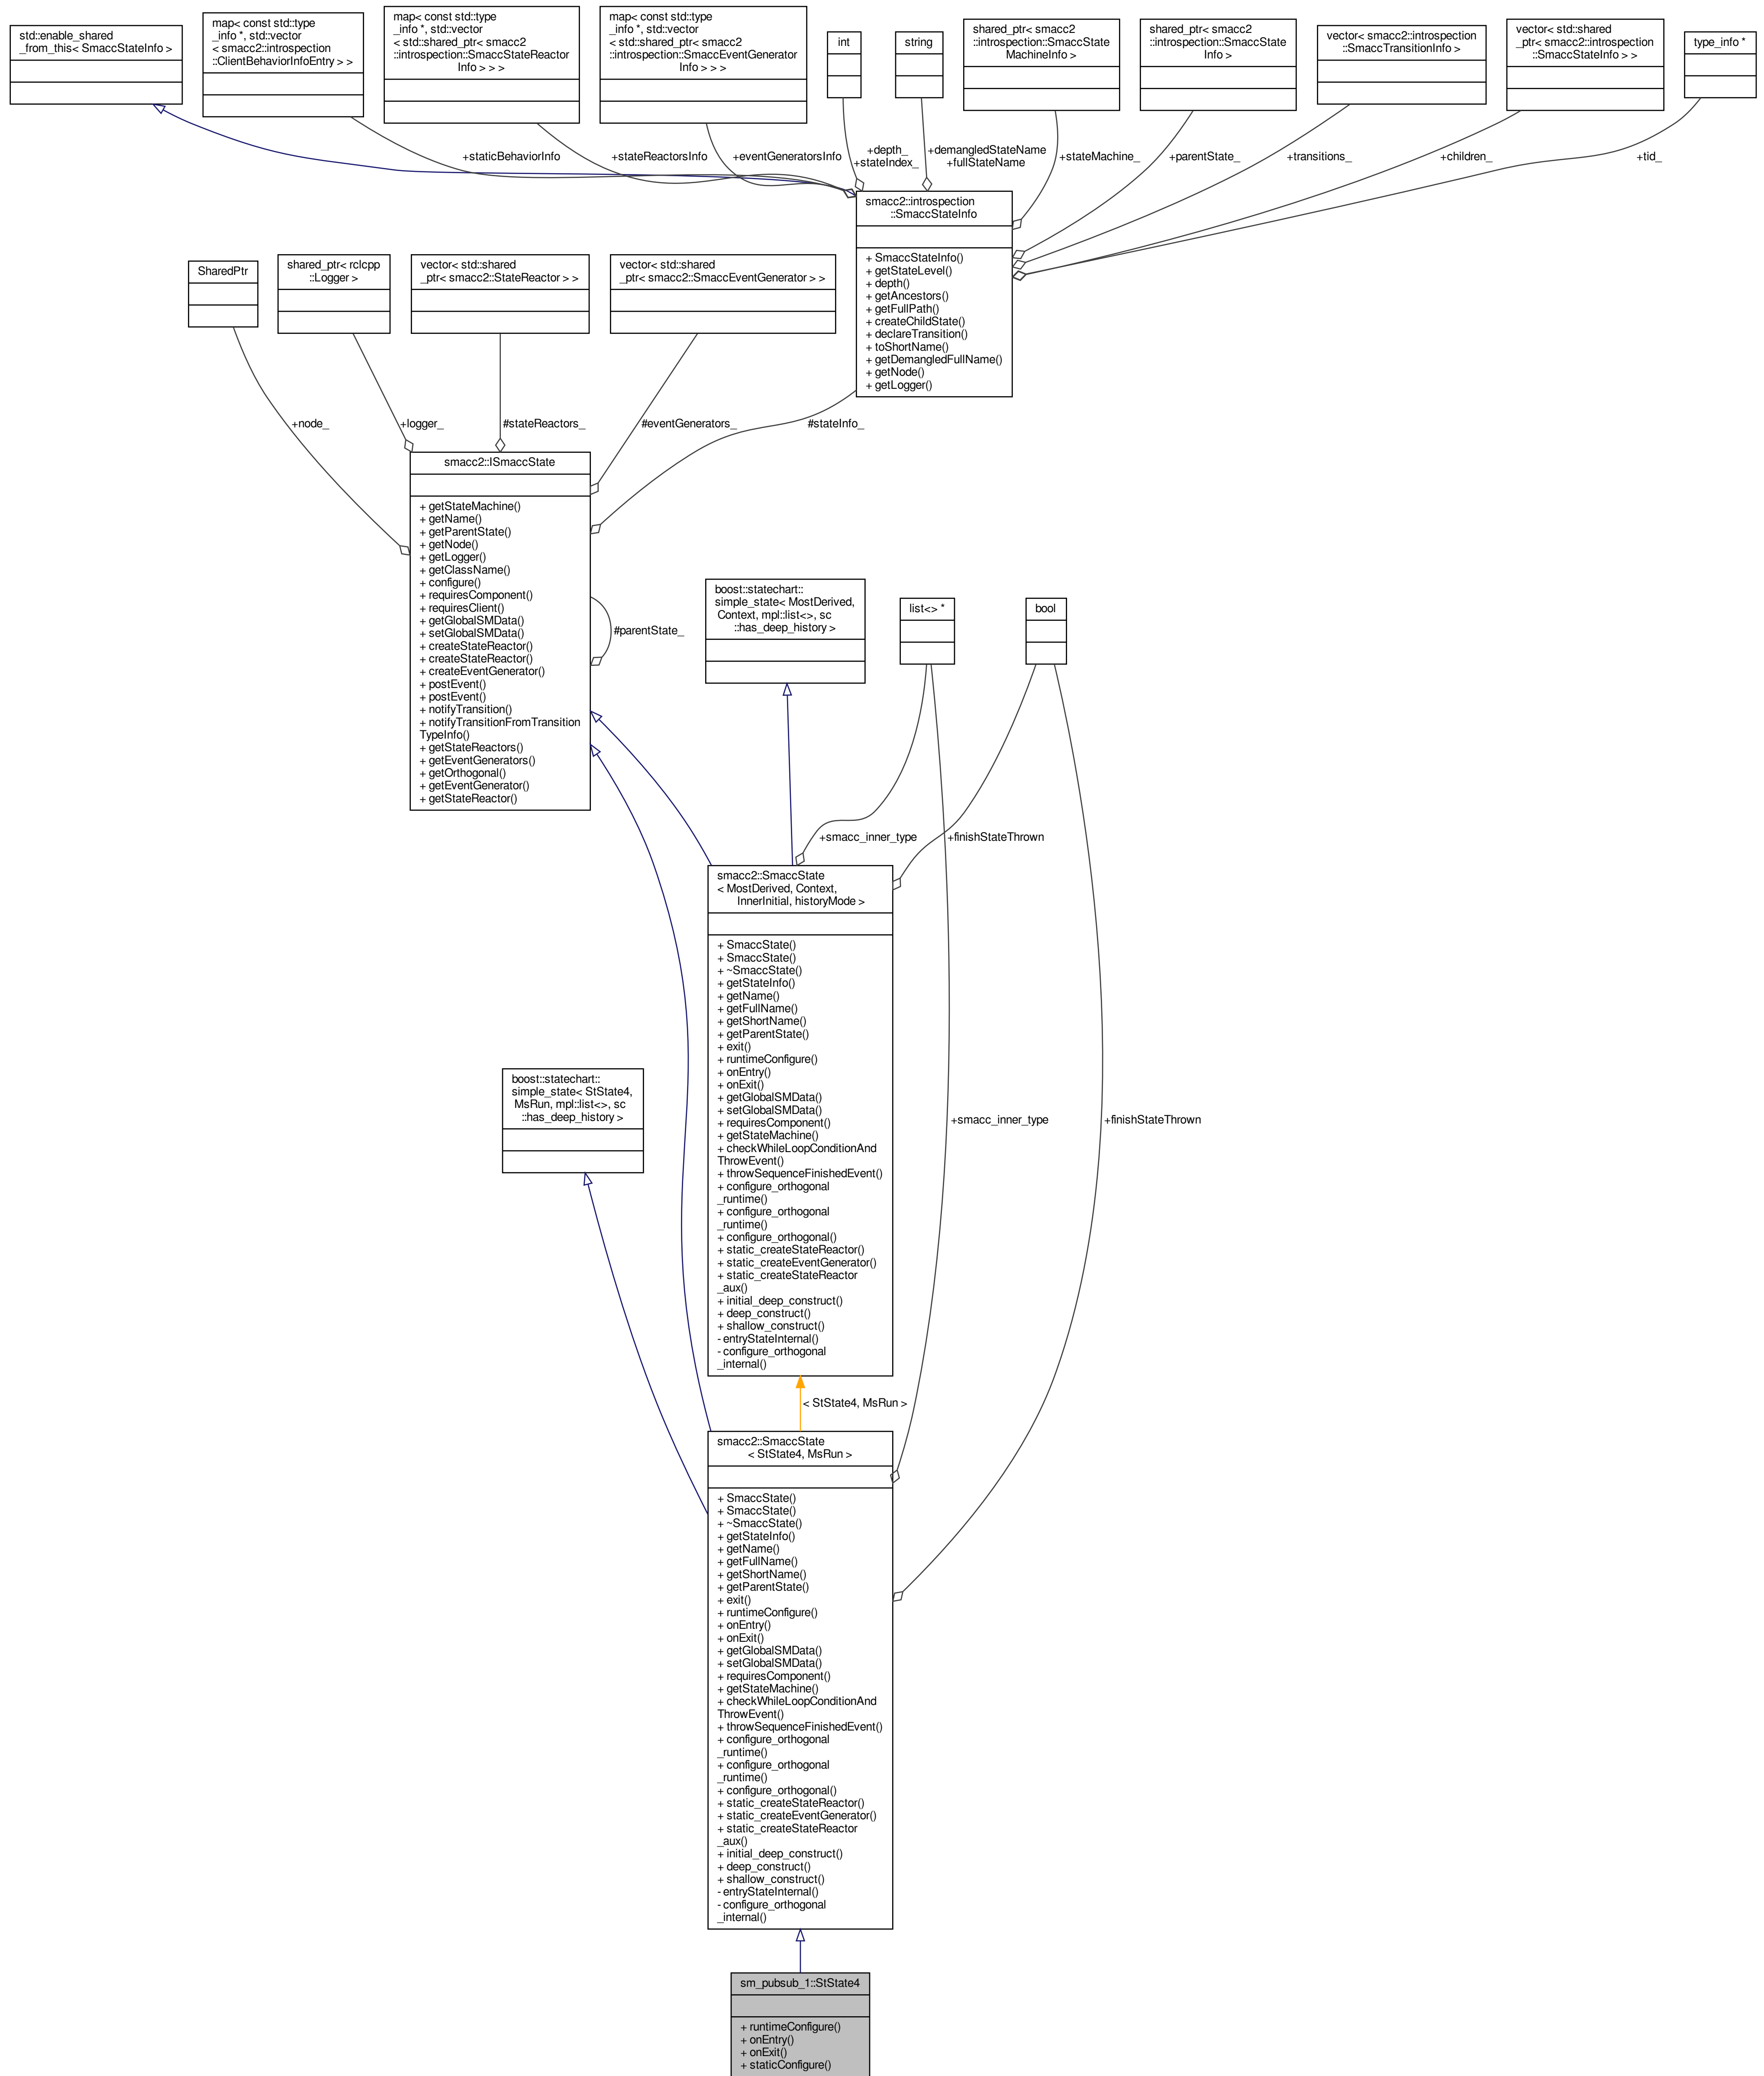 std::enable_shared
_from_this< SmaccStateInfo >
map< const std::type
_info *, std::vector
< smacc2::introspection
::ClientBehaviorInfoEntry > >
map< const std::type
_info *, std::vector
< std::shared_ptr< smacc2
::introspection::SmaccStateReactor
Info > > >
map< const std::type
_info *, std::vector
< std::shared_ptr< smacc2
::introspection::SmaccEventGenerator
Info > > >
int
string
shared_ptr< smacc2
::introspection::SmaccState
MachineInfo >
shared_ptr< smacc2
::introspection::SmaccState
Info >
vector< smacc2::introspection
::SmaccTransitionInfo >
vector< std::shared
_ptr< smacc2::introspection
::SmaccStateInfo > >
type_info *
+staticBehaviorInfo
+stateReactorsInfo
+eventGeneratorsInfo
+depth_
+stateIndex_
+demangledStateName
+fullStateName
+stateMachine_
+parentState_
+transitions_
+children_
+tid_
smacc2::introspection
::SmaccStateInfo
+ SmaccStateInfo()
+ getStateLevel()
+ depth()
+ getAncestors()
+ getFullPath()
+ createChildState()
+ declareTransition()
+ toShortName()
+ getDemangledFullName()
+ getNode()
+ getLogger()
SharedPtr
shared_ptr< rclcpp
::Logger >
vector< std::shared
_ptr< smacc2::StateReactor > >
vector< std::shared
_ptr< smacc2::SmaccEventGenerator > >
+node_
+logger_
#stateReactors_
#eventGenerators_
#stateInfo_
smacc2::ISmaccState
+ getStateMachine()
+ getName()
+ getParentState()
+ getNode()
+ getLogger()
+ getClassName()
+ configure()
+ requiresComponent()
+ requiresClient()
+ getGlobalSMData()
+ setGlobalSMData()
+ createStateReactor()
+ createStateReactor()
+ createEventGenerator()
+ postEvent()
+ postEvent()
+ notifyTransition()
+ notifyTransitionFromTransition
TypeInfo()
+ getStateReactors()
+ getEventGenerators()
+ getOrthogonal()
+ getEventGenerator()
+ getStateReactor()
#parentState_
boost::statechart::
simple_state< MostDerived,
Context, mpl::list<>, sc
::has_deep_history >
list<> *
bool
+smacc_inner_type
+finishStateThrown
smacc2::SmaccState
< MostDerived, Context,
InnerInitial, historyMode >
+ SmaccState()
+ SmaccState()
+ ~SmaccState()
+ getStateInfo()
+ getName()
+ getFullName()
+ getShortName()
+ getParentState()
+ exit()
+ runtimeConfigure()
+ onEntry()
+ onExit()
+ getGlobalSMData()
+ setGlobalSMData()
+ requiresComponent()
+ getStateMachine()
+ checkWhileLoopConditionAnd
ThrowEvent()
+ throwSequenceFinishedEvent()
+ configure_orthogonal
_runtime()
+ configure_orthogonal
_runtime()
+ configure_orthogonal()
+ static_createStateReactor()
+ static_createEventGenerator()
+ static_createStateReactor
_aux()
+ initial_deep_construct()
+ deep_construct()
+ shallow_construct()
- entryStateInternal()
- configure_orthogonal
_internal()
boost::statechart::
simple_state< StState4,
MsRun, mpl::list<>, sc
::has_deep_history >
+smacc_inner_type
+finishStateThrown
< StState4, MsRun >
smacc2::SmaccState
< StState4, MsRun >
+ SmaccState()
+ SmaccState()
+ ~SmaccState()
+ getStateInfo()
+ getName()
+ getFullName()
+ getShortName()
+ getParentState()
+ exit()
+ runtimeConfigure()
+ onEntry()
+ onExit()
+ getGlobalSMData()
+ setGlobalSMData()
+ requiresComponent()
+ getStateMachine()
+ checkWhileLoopConditionAnd
ThrowEvent()
+ throwSequenceFinishedEvent()
+ configure_orthogonal
_runtime()
+ configure_orthogonal
_runtime()
+ configure_orthogonal()
+ static_createStateReactor()
+ static_createEventGenerator()
+ static_createStateReactor
_aux()
+ initial_deep_construct()
+ deep_construct()
+ shallow_construct()
- entryStateInternal()
- configure_orthogonal
_internal()
sm_pubsub_1::StState4
+ runtimeConfigure()
+ onEntry()
+ onExit()
+ staticConfigure()